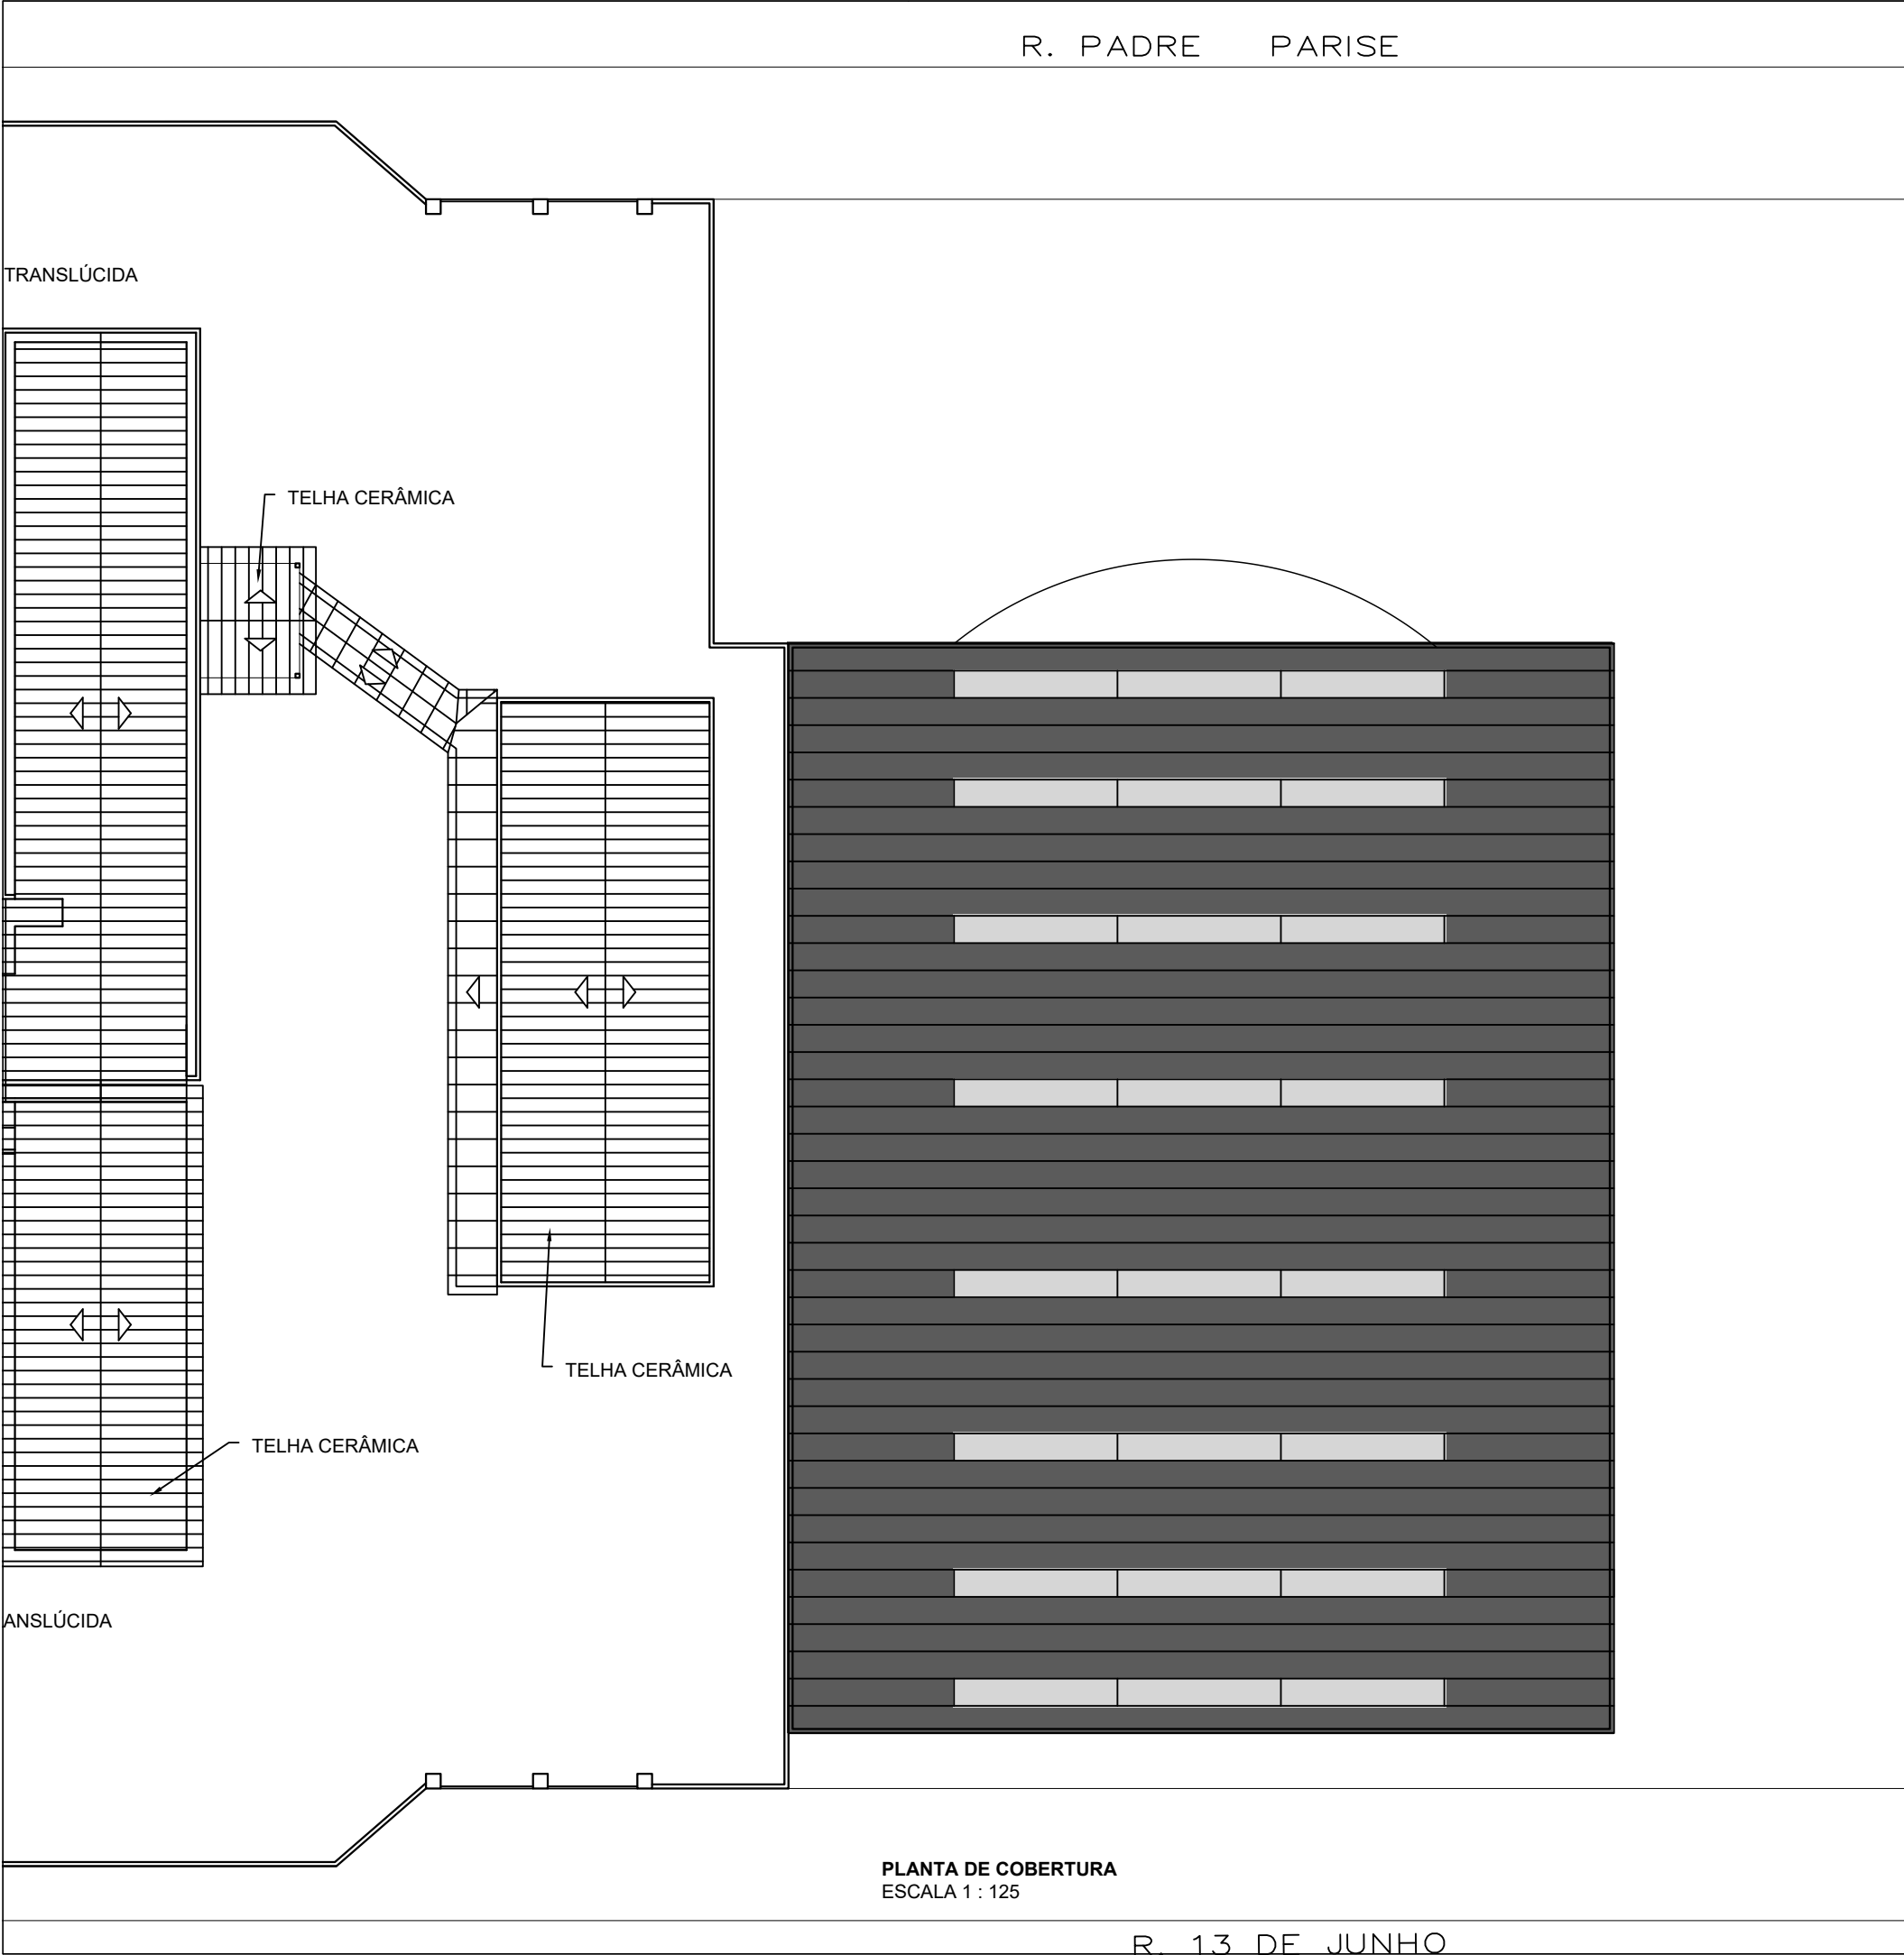 R. PADRE PARISE
TRANSLÚCIDA
TELHA CERÂMICA
TELHA CERÂMICA
TELHA CERÂMICA
ANSLÚCIDA
PLANTA DE COBERTURA
ESCALA 1 : 125
R. 13 DE JUNHO